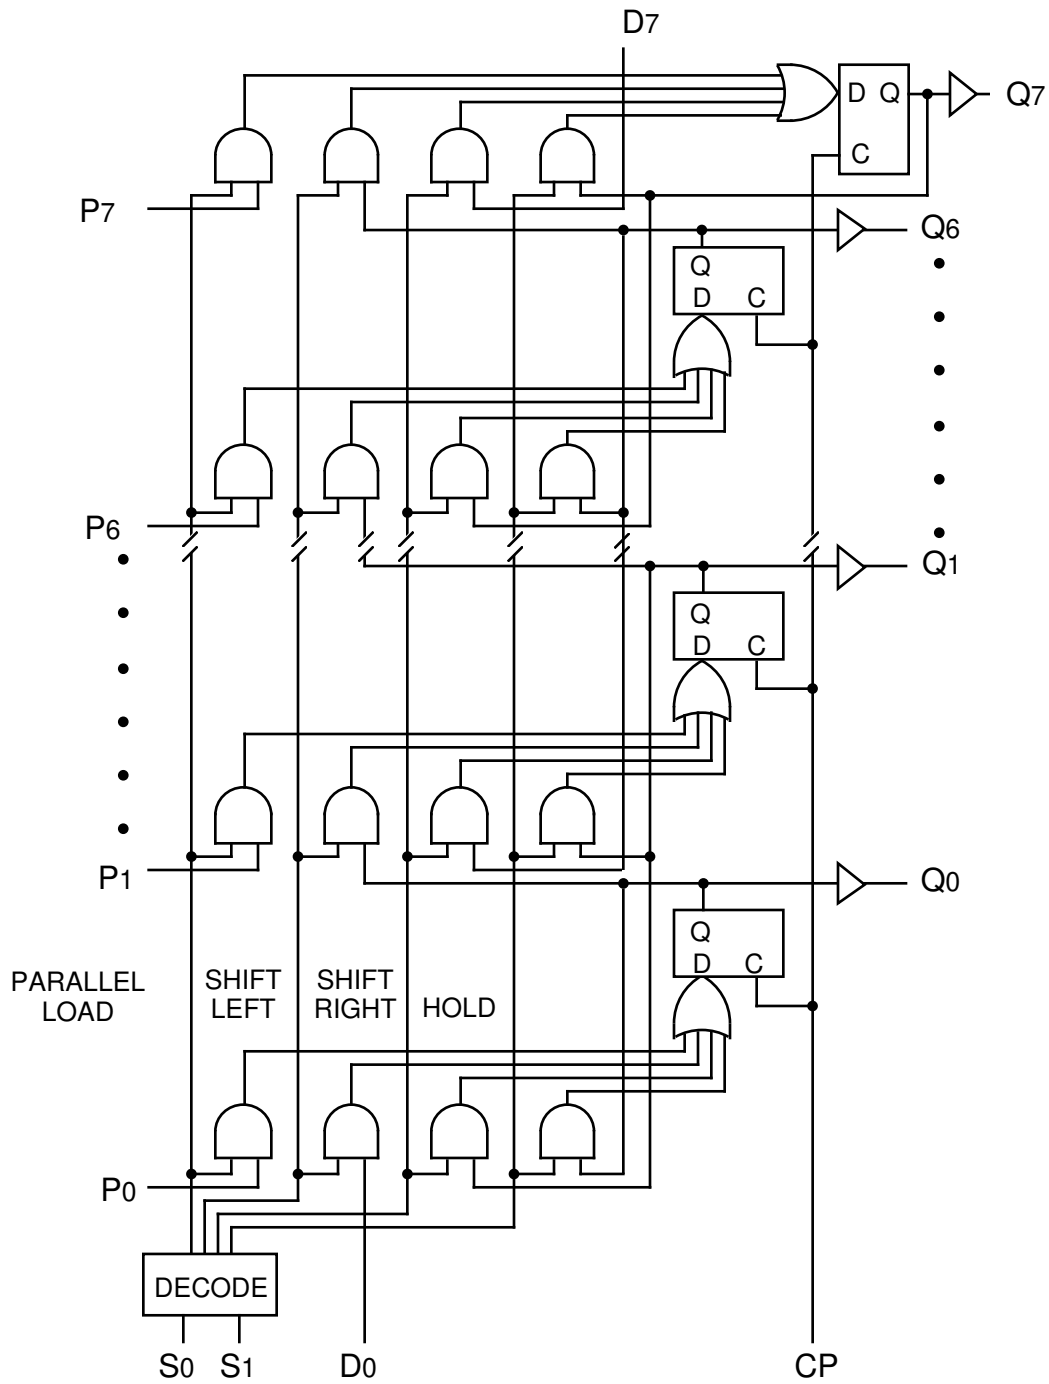 D7
D Q
Q7
C
P7
Q6
Q
D C
P6
Q1
Q
D C
P1
Q0
Q
D C
PARALLEL
LOAD
SHIFT
LEFT
SHIFT
RIGHT
HOLD
P0
DECODE
S0 S1 D0 CP